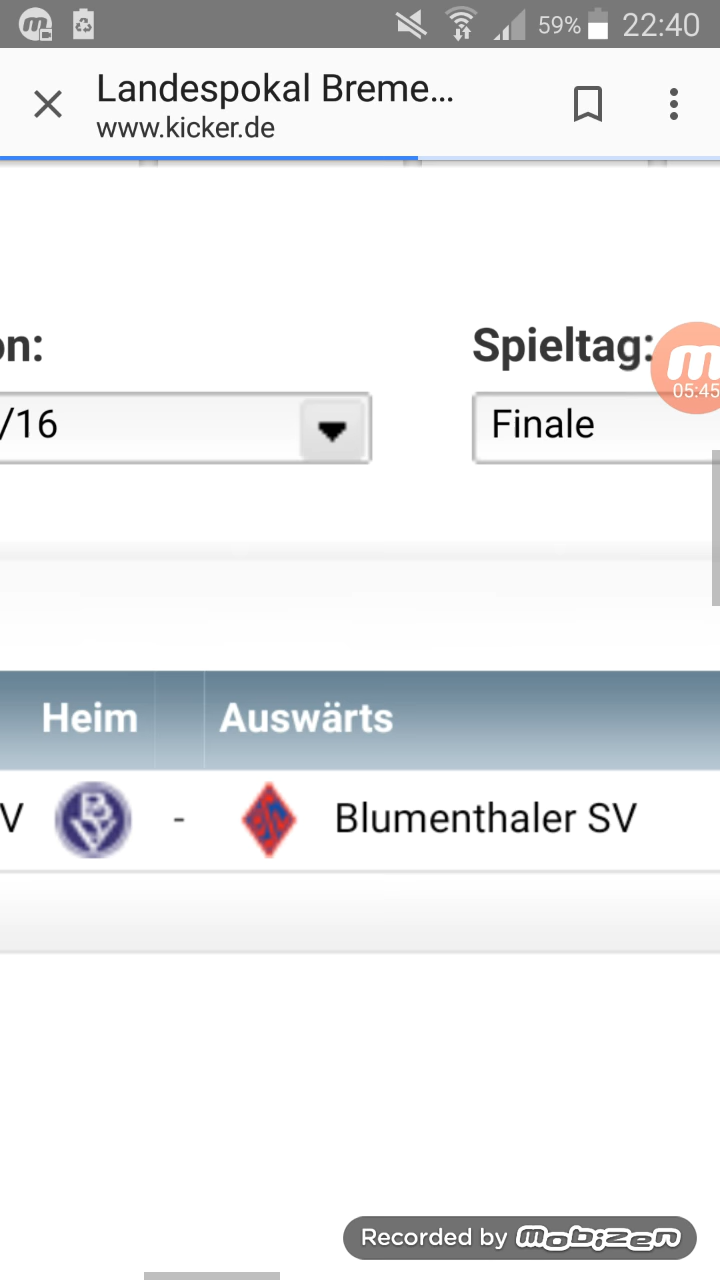 59% 22:40
Landespokal Breme...
www.kicker.de
on:
Spieltag:
05:45
/16
Finale
Heim
Auswärts
V
BV
-
Blumenthaler SV
Recorded by mobizen